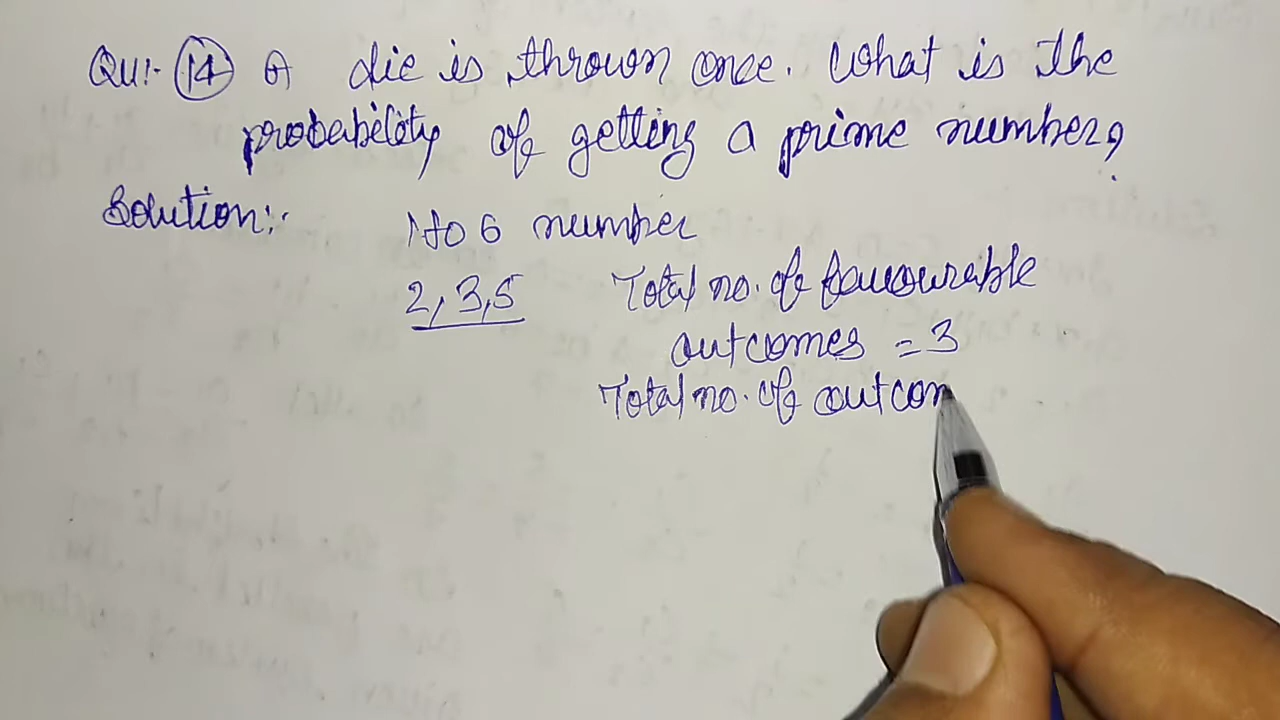 Qu:- 14 A die is thrown once. What is the
probability of getting a prime number?
Solution:- 1 to 6 number
2, 3, 5 Total no. of favourable
outcomes = 3
Total no. of outcom